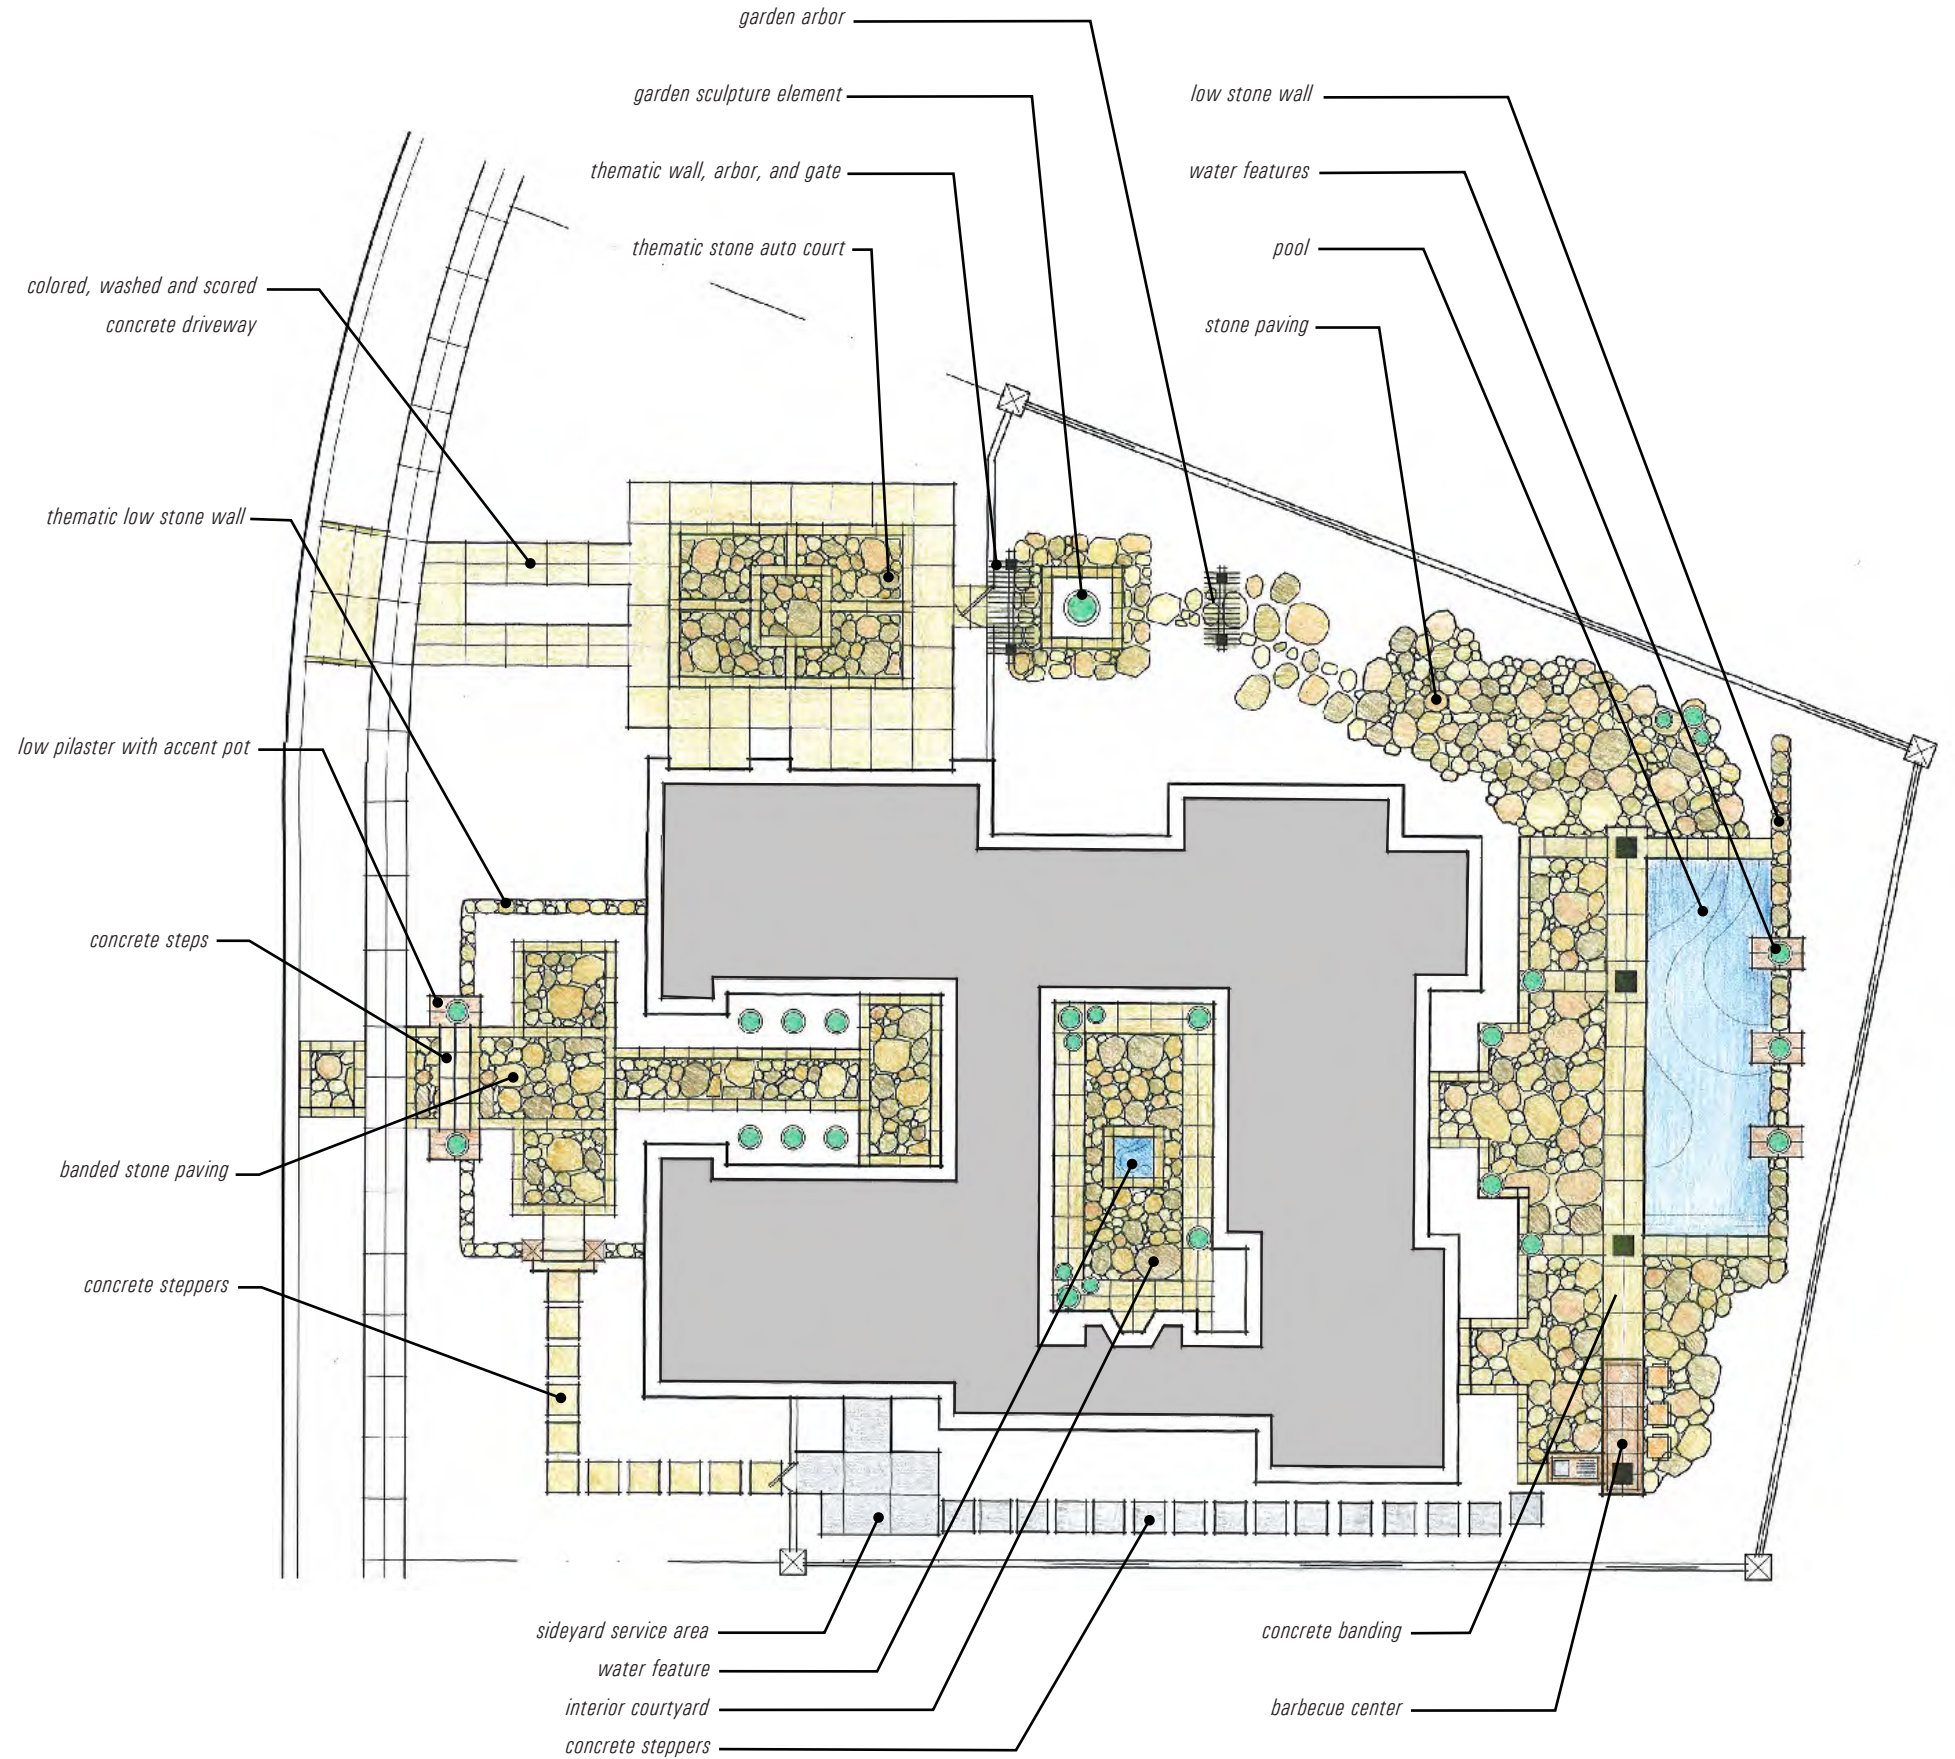 garden arbor
garden sculpture element
low stone wall
thematic wall, arbor, and gate
water features
thematic stone auto court
pool
colored, washed and scored
concrete driveway
stone paving
thematic low stone wall
low pilaster with accent pot
concrete steps
banded stone paving
concrete steppers
sideyard service area
concrete banding
water feature
interior courtyard
barbecue center
concrete steppers